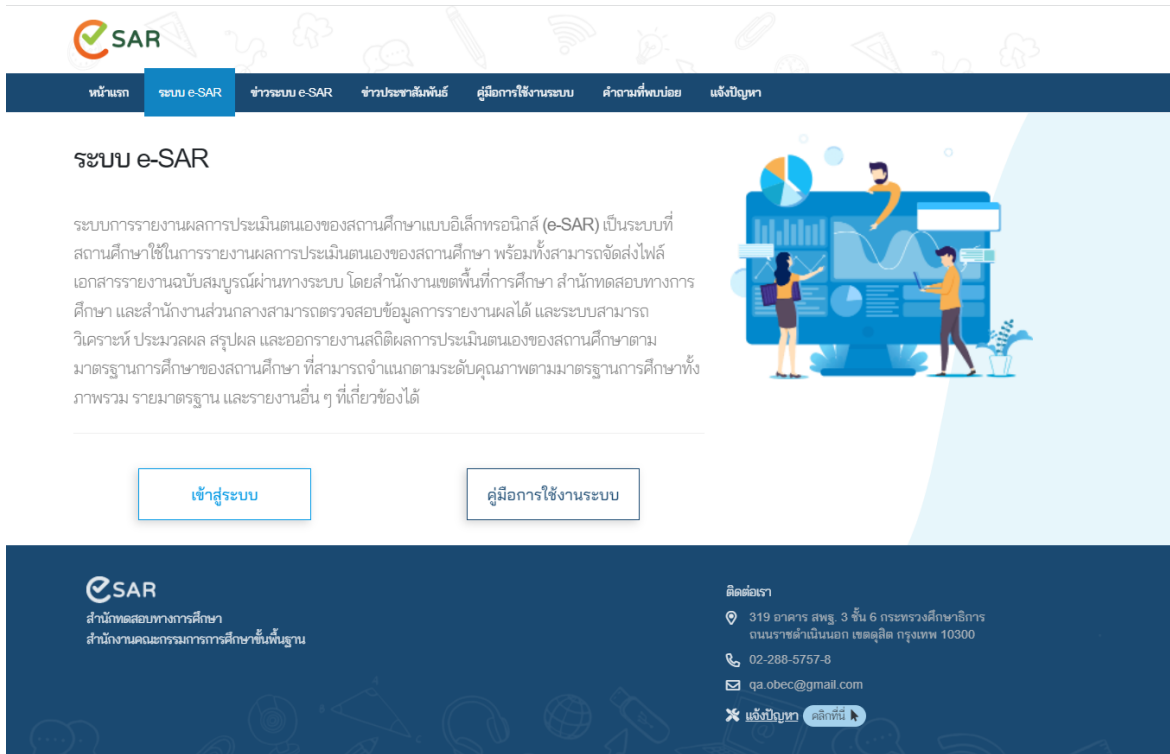 eSAR
หน้าแรก ระบบ e-SAR ข่าวระบบ e-SAR ข่าวประชาสัมพันธ์ คู่มือการใช้งานระบบ คำถามที่พบบ่อย แจ้งปัญหา
ระบบ e-SAR
ระบบการรายงานผลการประเมินตนเองของสถานศึกษาแบบอิเล็กทรอนิกส์ (e-SAR) เป็นระบบที่
สถานศึกษาใช้ในการรายงานผลการประเมินตนเองของสถานศึกษา พร้อมทั้งสามารถจัดส่งไฟล์
เอกสารรายงานฉบับสมบูรณ์ผ่านทางระบบ โดยสำนักงานเขตพื้นที่การศึกษา สำนักทดสอบทางการ
ศึกษา และสำนักงานส่วนกลางสามารถตรวจสอบข้อมูลการรายงานผลได้ และระบบสามารถ
วิเคราะห์ ประมวลผล สรุปผล และออกรายงานสถิติผลการประเมินตนเองของสถานศึกษาตาม
มาตรฐานการศึกษาของสถานศึกษา ที่สามารถจำแนกตามระดับคุณภาพตามมาตรฐานการศึกษาทั้ง
ภาพรวม รายมาตรฐาน และรายงานอื่น ๆ ที่เกี่ยวข้องได้
เข้าสู่ระบบ คู่มือการใช้งานระบบ
eSAR
สำนักทดสอบทางการศึกษา
สำนักงานคณะกรรมการการศึกษาขั้นพื้นฐาน
ติดต่อเรา
319 อาคาร สพฐ. 3 ชั้น 6 กระทรวงศึกษาธิการ
ถนนราชดำเนินนอก เขตดุสิต กรุงเทพ 10300
02-288-5757-8
qa.obec@gmail.com
แจ้งปัญหา คลิกที่นี่